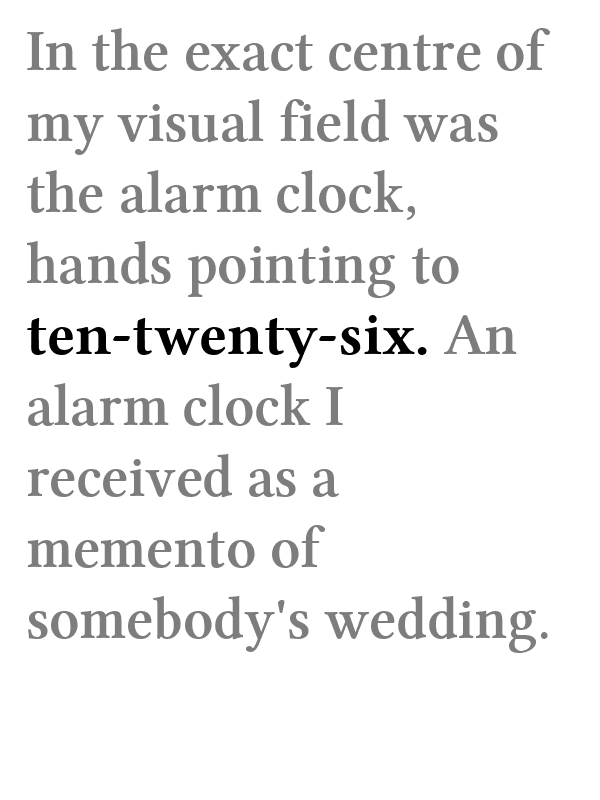 In the exact centre of
my visual field was
the alarm clock,
hands pointing to
ten-twenty-six. An
alarm clock I
received as a
memento of
somebody's wedding.